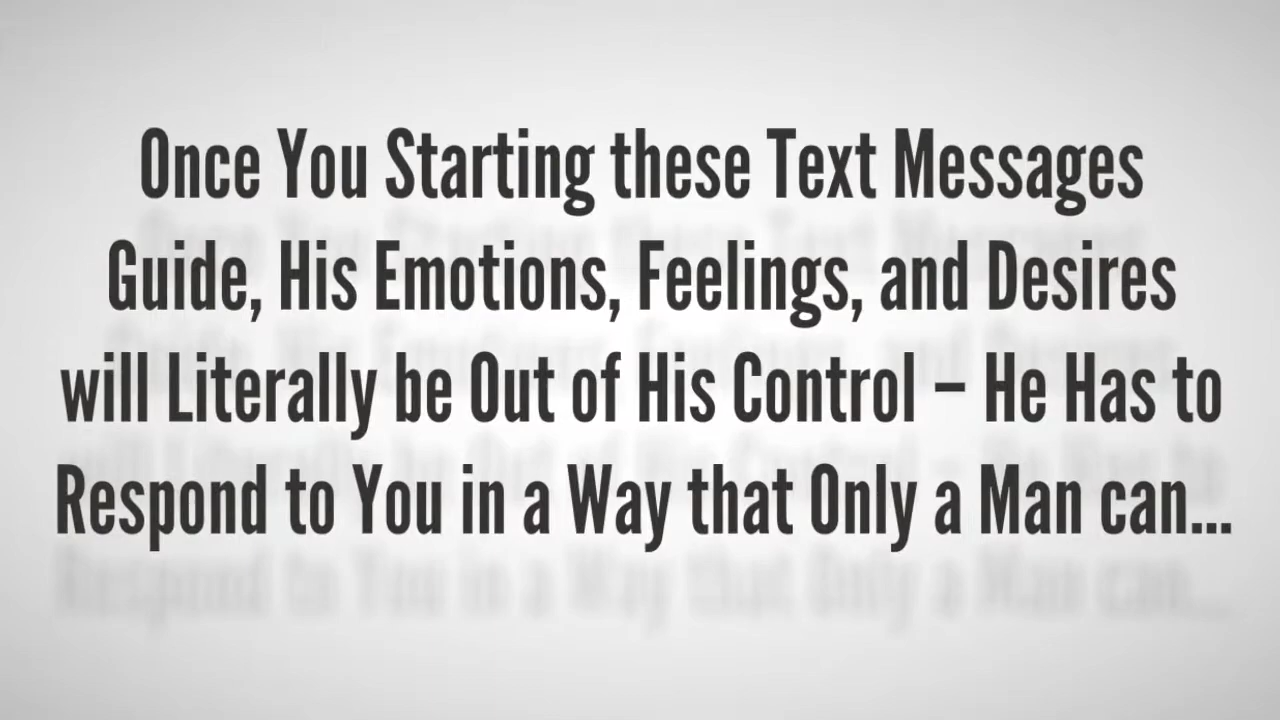 Once You Starting these Text Messages
Guide, His Emotions, Feelings, and Desires
will Literally be Out of His Control – He Has to
Respond to You in a Way that Only a Man can...